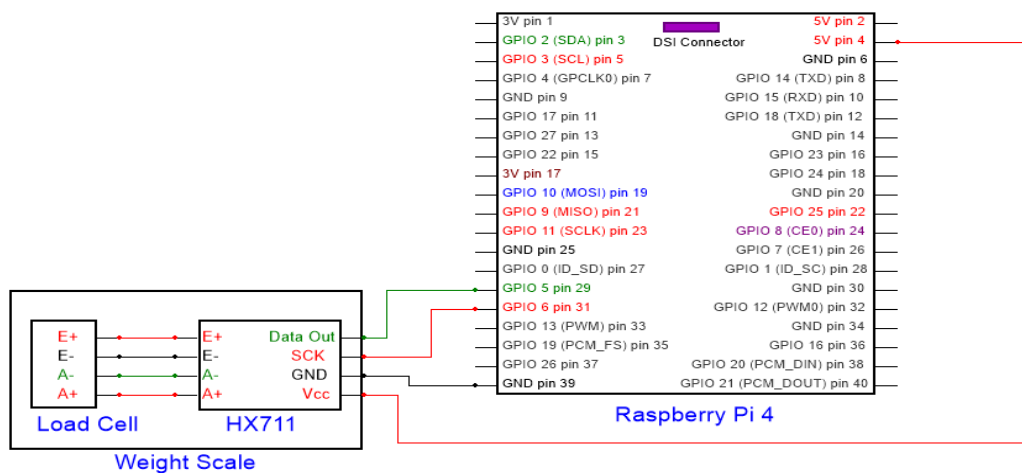 3V pin 1
GPIO 2 (SDA) pin 3
GPIO 3 (SCL) pin 5
GPIO 4 (GPCLK0) pin 7
GND pin 9
GPIO 17 pin 11
GPIO 27 pin 13
GPIO 22 pin 15
3V pin 17
GPIO 10 (MOSI) pin 19
GPIO 9 (MISO) pin 21
GPIO 11 (SCLK) pin 23
GND pin 25
GPIO 0 (ID_SD) pin 27
GPIO 5 pin 29
GPIO 6 pin 31
GPIO 13 (PWM) pin 33
GPIO 19 (PCM_FS) pin 35
GPIO 26 pin 37
GND pin 39
DSI Connector
5V pin 2
5V pin 4
GND pin 6
GPIO 14 (TXD) pin 8
GPIO 15 (RXD) pin 10
GPIO 18 (TXD) pin 12
GND pin 14
GPIO 23 pin 16
GPIO 24 pin 18
GND pin 20
GPIO 25 pin 22
GPIO 8 (CE0) pin 24
GPIO 7 (CE1) pin 26
GPIO 1 (ID_SC) pin 28
GND pin 30
GPIO 12 (PWM0) pin 32
GND pin 34
GPIO 16 pin 36
GPIO 20 (PCM_DIN) pin 38
GPIO 21 (PCM_DOUT) pin 40
Raspberry Pi 4
E+
E-
A-
A+
Load Cell
E+
E-
A-
A+
Data Out
SCK
GND
Vcc
HX711
Weight Scale